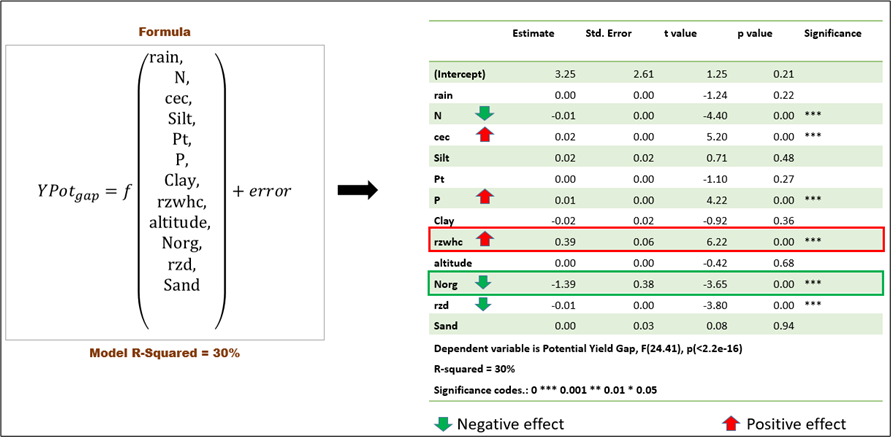 Formula
YPot_gap = f ( rain,
N,
cec,
Silt,
Pt,
P,
Clay,
rzwhc,
altitude,
Norg,
rzd,
Sand ) + error
Model R-Squared = 30%
Estimate Std. Error t value p value Significance
(Intercept) 3.25 2.61 1.25 0.21
rain 0.00 0.00 -1.24 0.22
N -0.01 0.00 -4.40 0.00 ***
cec 0.02 0.00 5.20 0.00 ***
Silt 0.02 0.02 0.71 0.48
Pt 0.00 0.00 -1.10 0.27
P 0.01 0.00 4.22 0.00 ***
Clay -0.02 0.02 -0.92 0.36
rzwhc 0.39 0.06 6.22 0.00 ***
altitude 0.00 0.00 -0.42 0.68
Norg -1.39 0.38 -3.65 0.00 ***
rzd -0.01 0.00 -3.80 0.00 ***
Sand 0.00 0.03 0.08 0.94
Dependent variable is Potential Yield Gap, F(24.41), p(<2.2e-16)
R-squared = 30%
Significance codes.: 0 *** 0.001 ** 0.01 * 0.05
Negative effect Positive effect